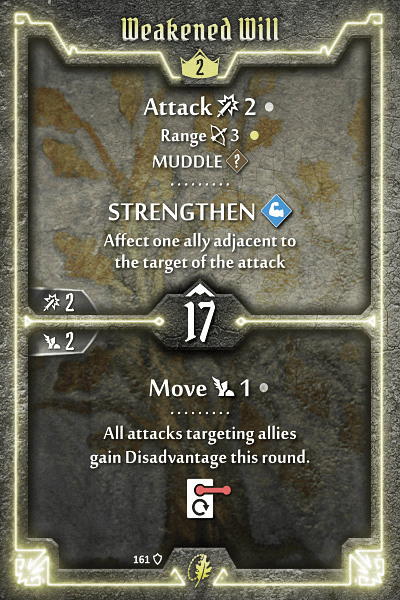 Weakened Will
2
Attack 2
Range 3
MUDDLE ?
STRENGTHEN
Affect one ally adjacent to
the target of the attack
2
17
2
Move 1
All attacks targeting allies
gain Disadvantage this round.
161